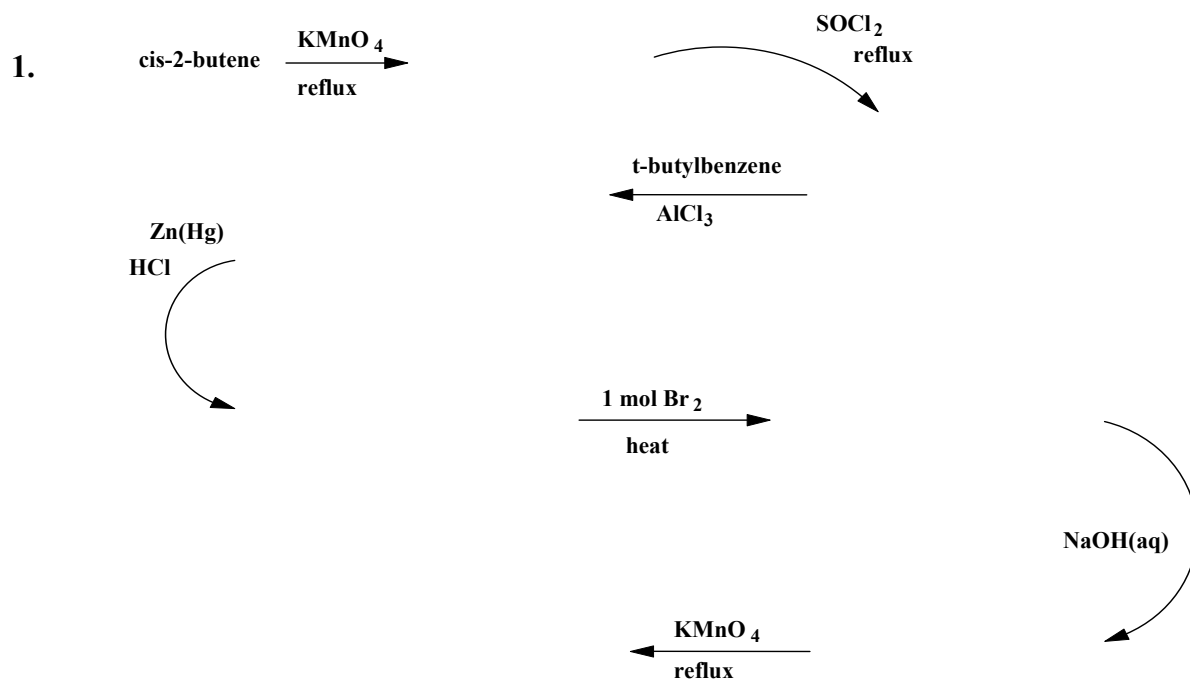 1.
cis-2-butene
KMnO4
reflux
SOCl2
reflux
t-butylbenzene
AlCl3
Zn(Hg)
HCl
1 mol Br2
heat
NaOH(aq)
KMnO4
reflux